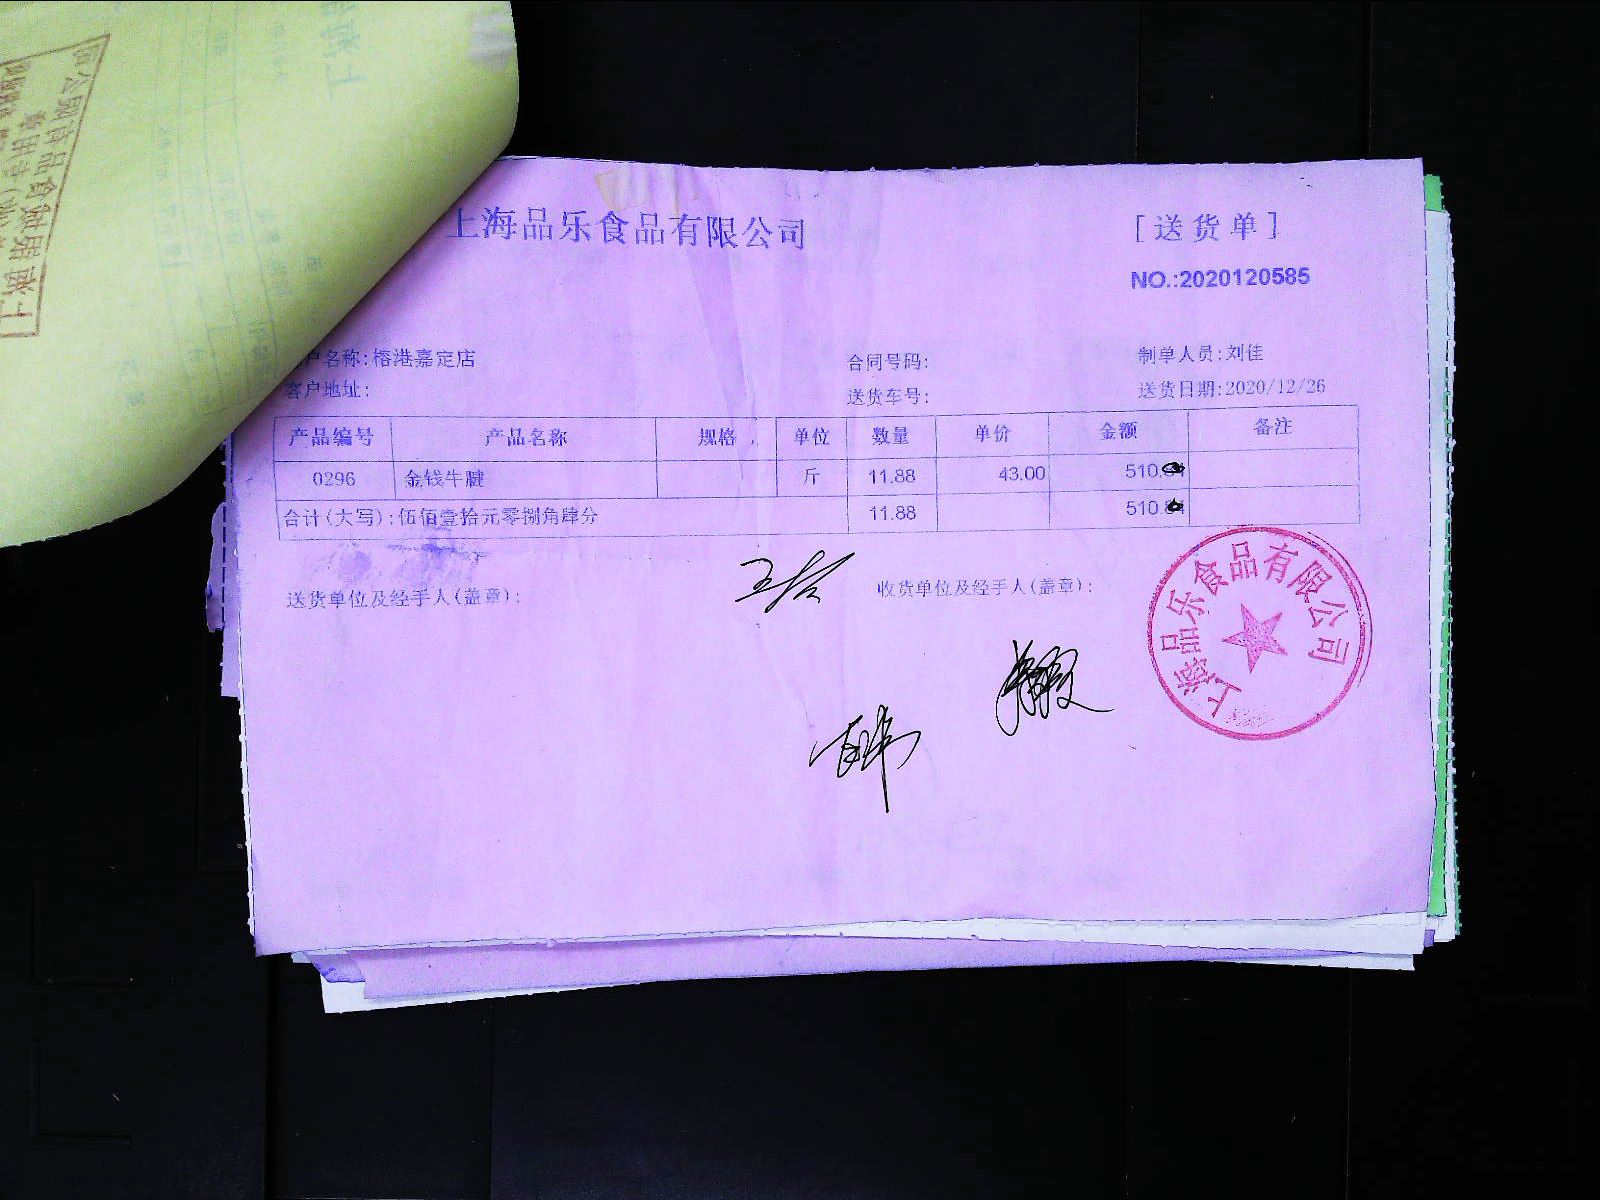 上海品乐食品有限公司
[送货单]
NO.:2020120585
户名称:榕港嘉定店 合同号码: 制单人员:刘佳
客户地址: 送货车号: 送货日期:2020/12/26
产品编号 产品名称 规格 单位 数量 单价 金额 备注
0296 金钱牛腱 斤 11.88 43.00 510.
合计(大写):伍佰壹拾元零捌角肆分 11.88 510.
送货单位及经手人(盖章): 收货单位及经手人(盖章):
上海品乐食品有限公司